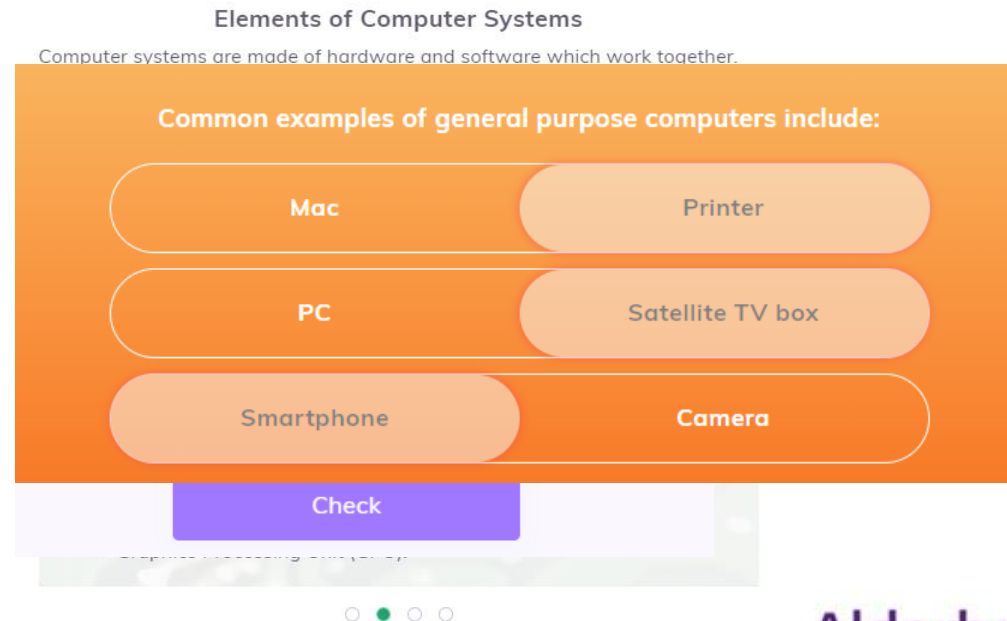 Elements of Computer Systems
Computer systems are made of hardware and software which work together.
Common examples of general purpose computers include:
Mac Printer
PC Satellite TV box
Smartphone Camera
Check